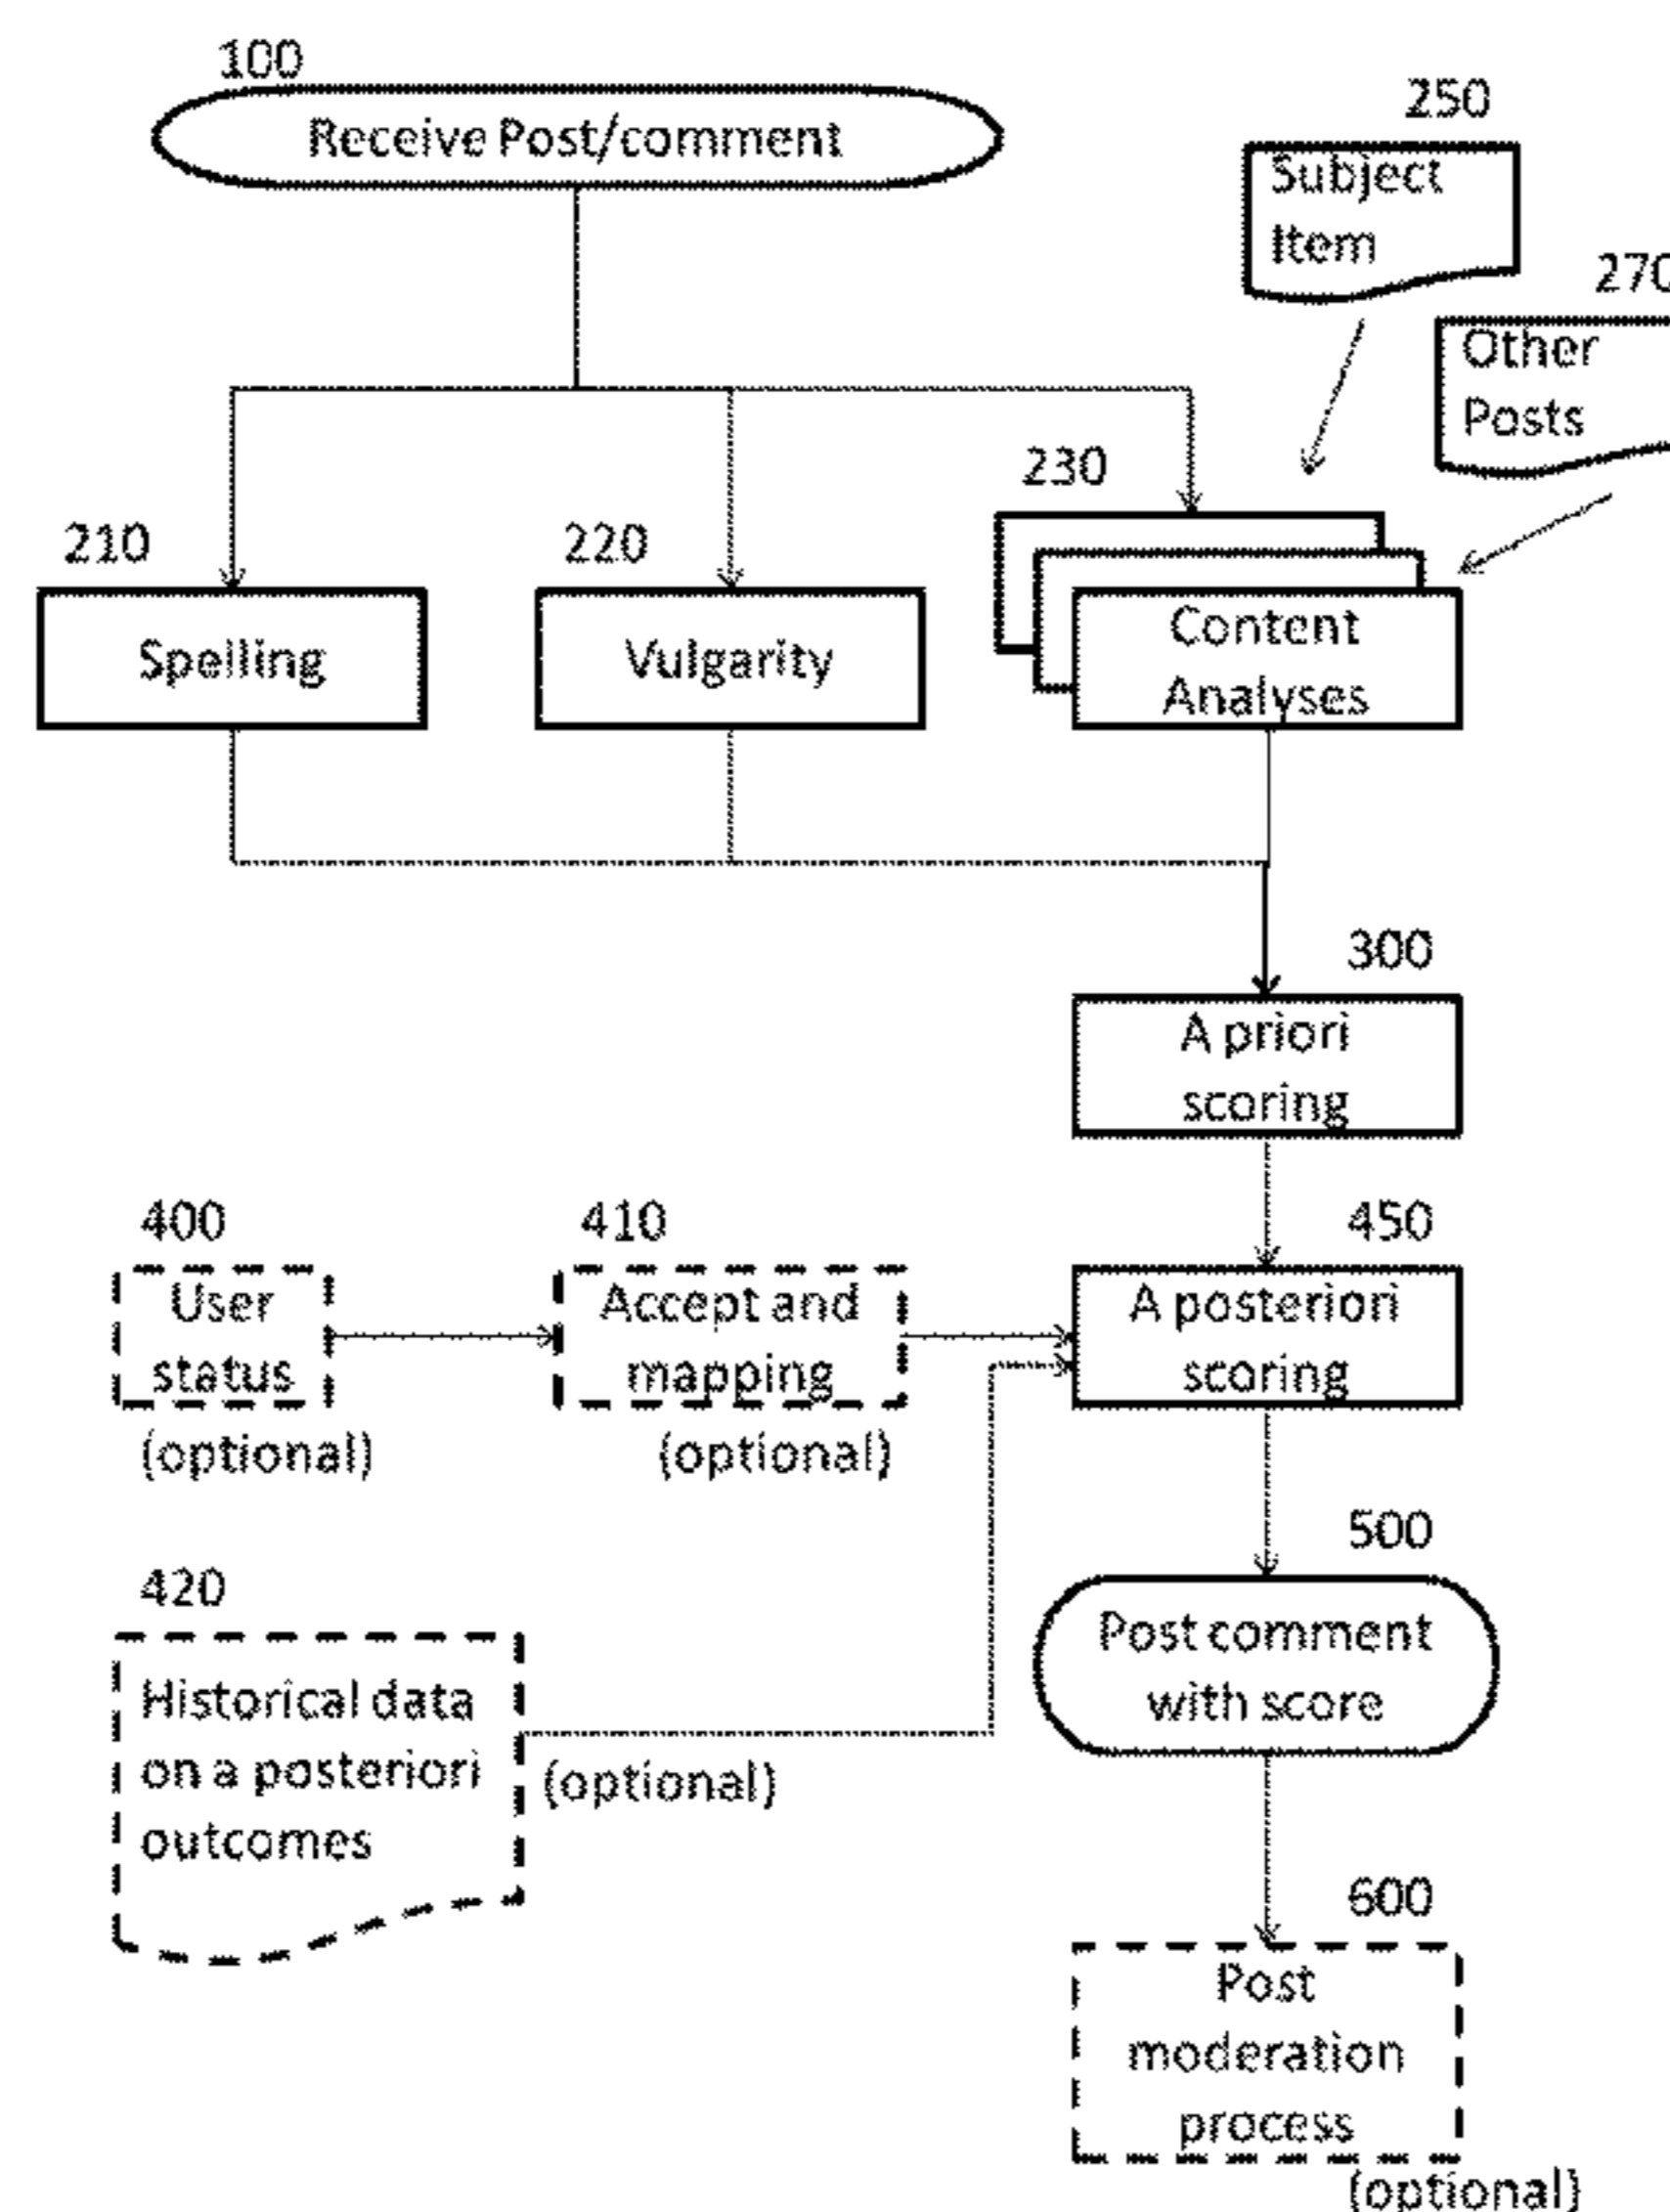 100
Receive Post/comment
250
Subject
Item
270
Other
Posts
230
210
220
Spelling
Vulgarity
Content
Analyses
300
A priori
scoring
400
410
450
User
status
(optional)
Accept and
mapping
(optional)
A posteriori
scoring
420
Historical data
on a posteriori
outcomes
(optional)
500
Post comment
with score
600
Post
moderation
process
(optional)